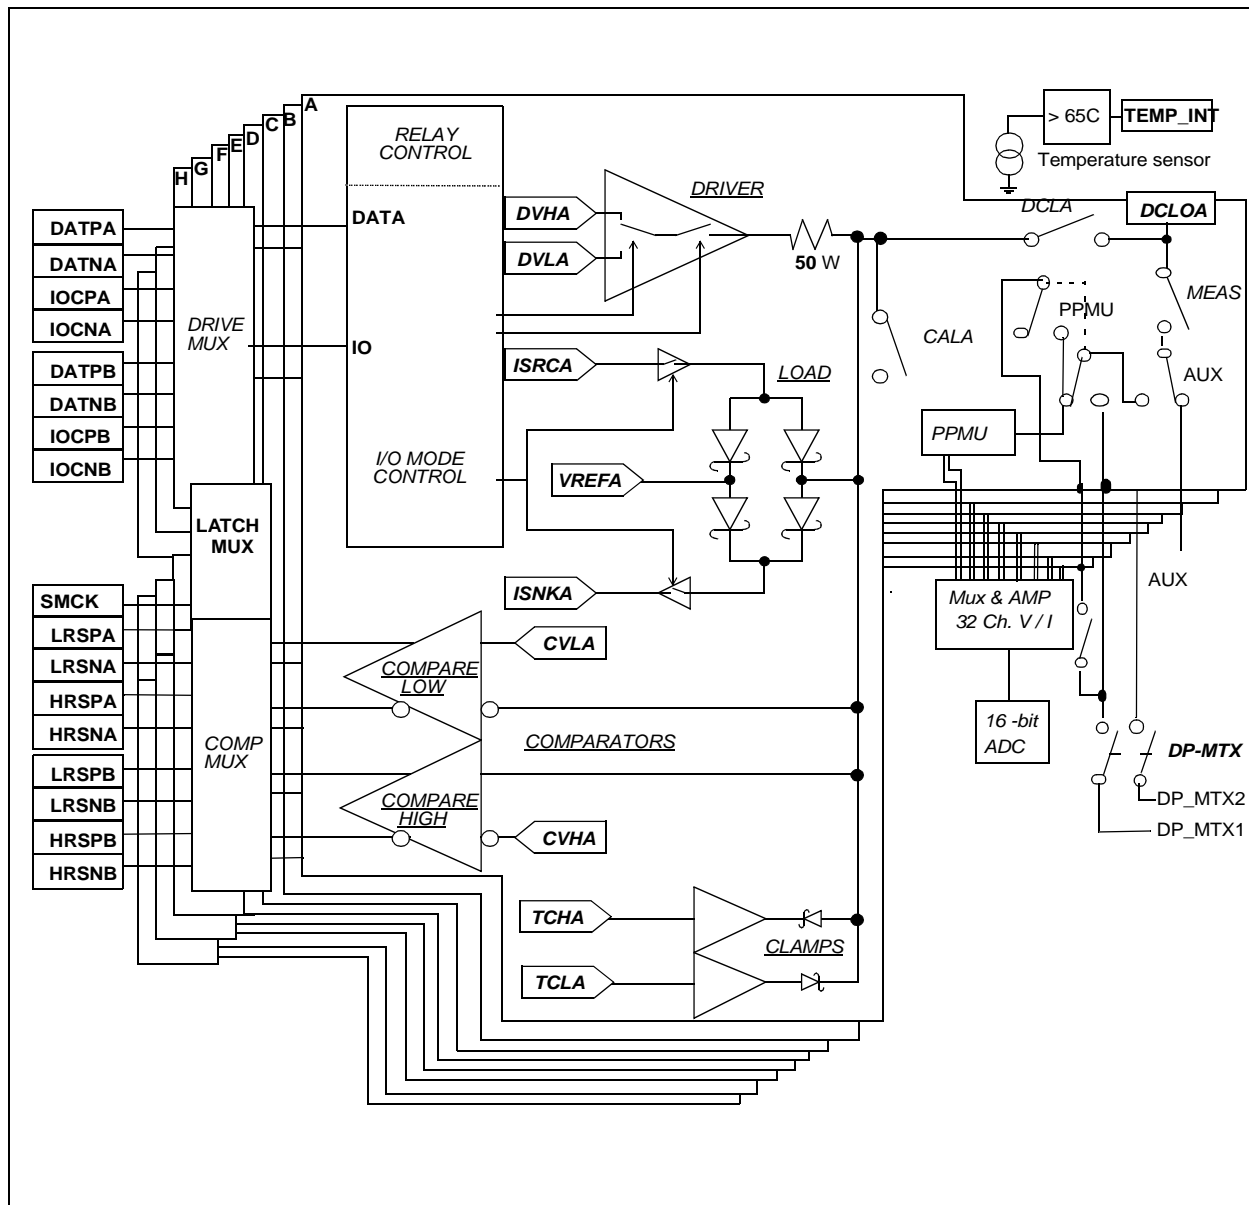 A
B
C
D
E
F
G
H
RELAY
CONTROL
DATA
IO
I/O MODE
CONTROL
DATPA
DATNA
IOCPA
IOCNA
DATPB
DATNB
IOCPB
IOCNB
DRIVE
MUX
LATCH
MUX
SMCK
LRSPA
LRSNA
HRSPA
HRSNA
LRSPB
LRSNB
HRSPB
HRSNB
COMP
MUX
DVHA
DVLA
DRIVER
50 W
ISRCA
LOAD
VREFA
ISNKA
CVLA
COMPARE
LOW
COMPARATORS
COMPARE
HIGH
CVHA
TCHA
CLAMPS
TCLA
> 65C
TEMP_INT
Temperature sensor
DCLA
DCLOA
MEAS
PPMU
CALA
AUX
PPMU
AUX
Mux & AMP
32 Ch. V / I
16 -bit
ADC
DP-MTX
DP_MTX2
DP_MTX1